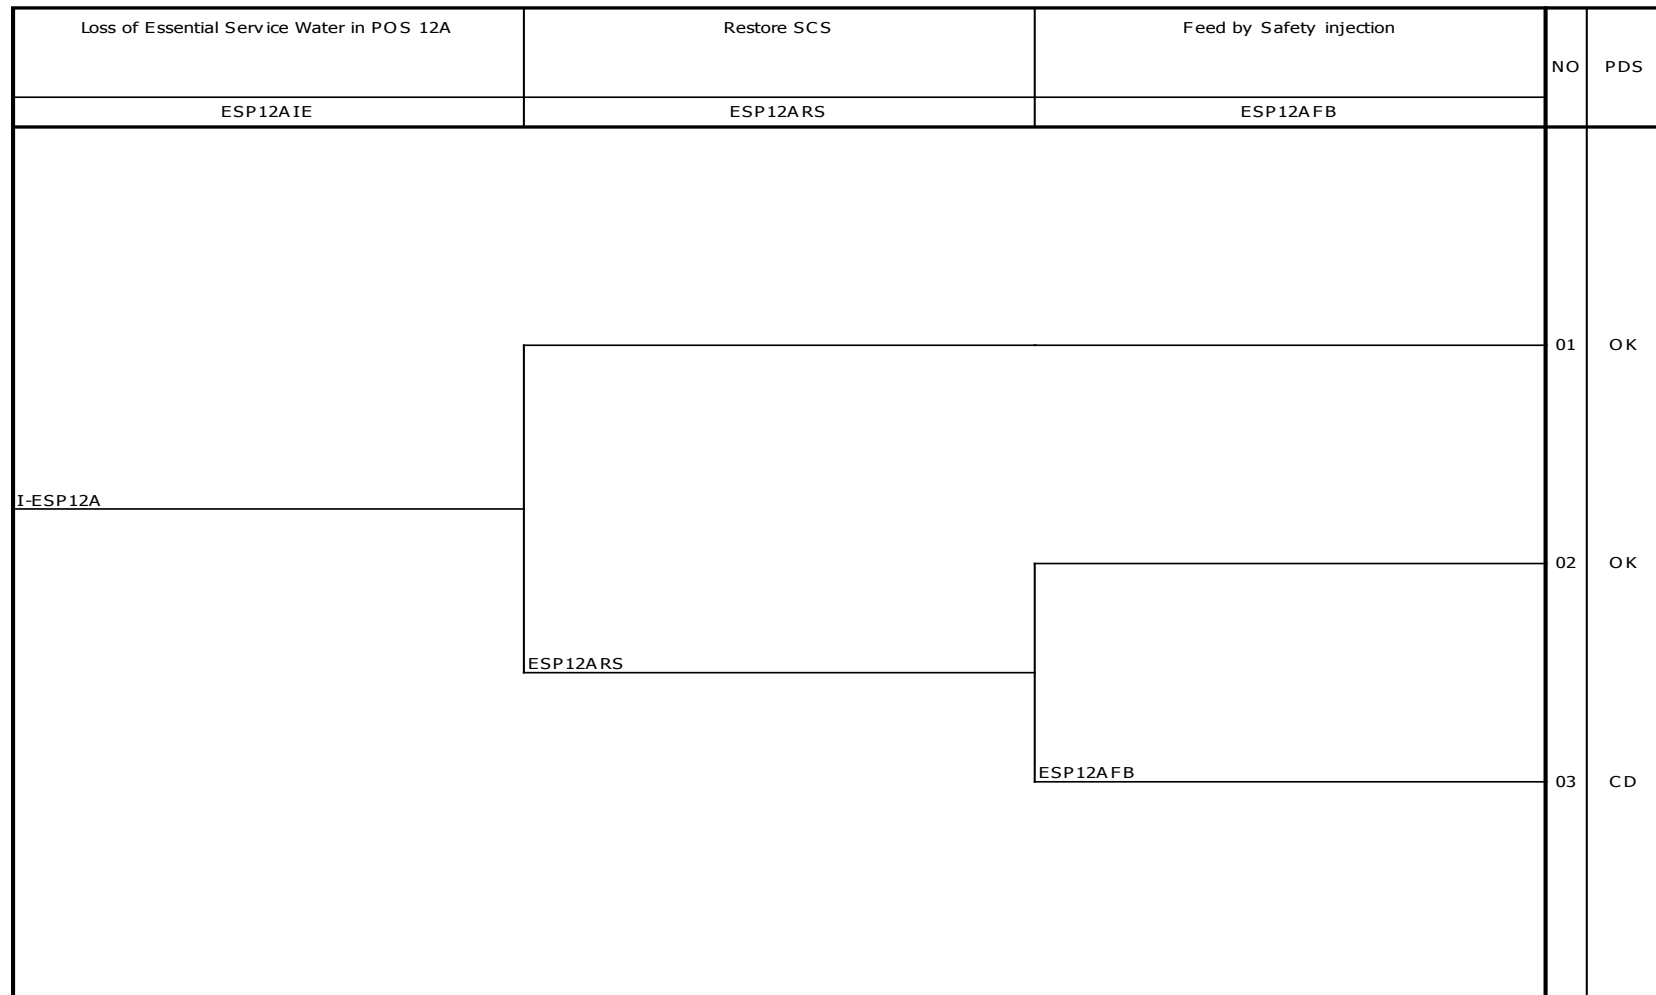 Loss of Essential Service Water in POS 12A
Restore SCS
Feed by Safety injection
NO
PDS
ESP12AIE
ESP12ARS
ESP12AFB
01
OK
I-ESP12A
02
OK
ESP12ARS
ESP12AFB
03
CD